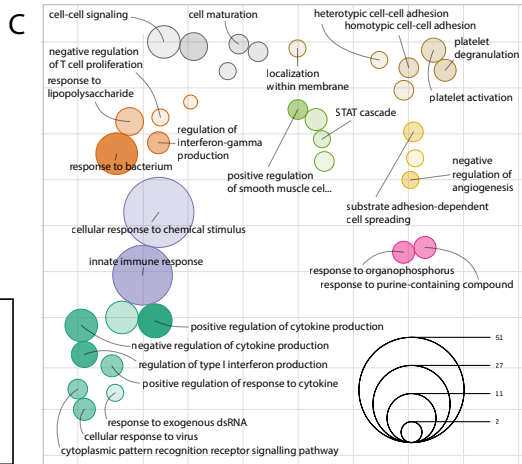 C
cell-cell signaling
cell maturation
heterotypic cell-cell adhesion
homotypic cell-cell adhesion
platelet
degranulation
negative regulation
of T cell proliferation
response to
lipopolysaccharide
localization
within membrane
platelet activation
STAT cascade
regulation of
interferon-gamma
production
response to bacterium
positive regulation
of smooth muscle cel...
negative
regulation of
angiogenesis
substrate adhesion-dependent
cell spreading
cellular response to chemical stimulus
innate immune response
response to organophosphorus
response to purine-containing compound
positive regulation of cytokine production
negative regulation of cytokine production
regulation of type I interferon production
positive regulation of response to cytokine
response to exogenous dsRNA
cellular response to virus
cytoplasmic pattern recognition receptor signalling pathway
51
27
11
2